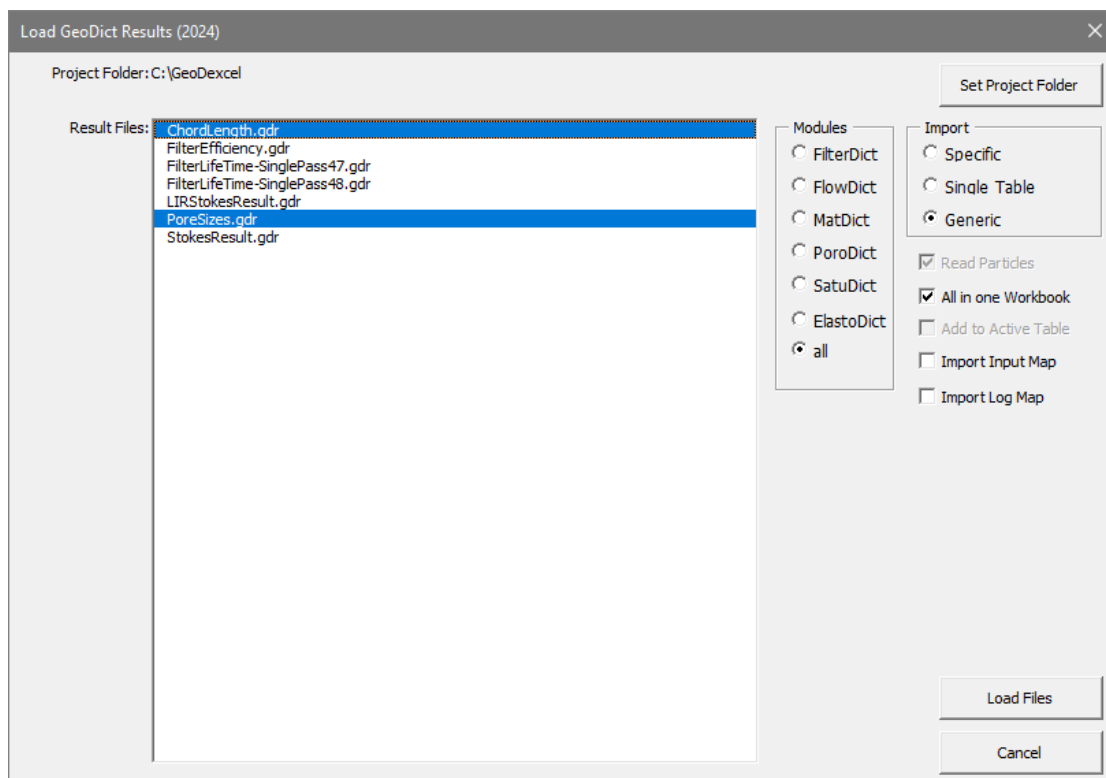 Load GeoDict Results (2024)
Project Folder: C:\GeoDexcel
Set Project Folder
Result Files:
ChordLength.gdr
FilterEfficiency.gdr
FilterLifeTime-SinglePass47.gdr
FilterLifeTime-SinglePass48.gdr
LIRStokesResult.gdr
PoreSizes.gdr
StokesResult.gdr
Modules
FilterDict
FlowDict
MatDict
PoroDict
SatuDict
ElastoDict
all
Import
Specific
Single Table
Generic
Read Particles
All in one Workbook
Add to Active Table
Import Input Map
Import Log Map
Load Files
Cancel